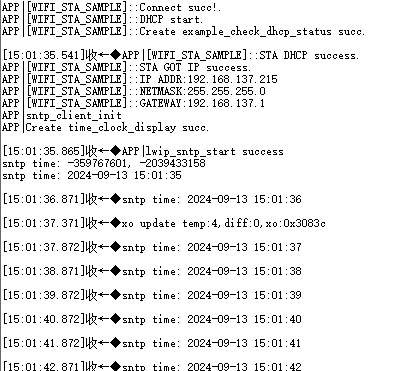 APP|[WIFI_STA_SAMPLE]::Connect succ!.
APP|[WIFI_STA_SAMPLE]::DHCP start.
APP|[WIFI_STA_SAMPLE]::Create example_check_dhcp_status succ.
[15:01:35.541]收←◆APP|[WIFI_STA_SAMPLE]::STA DHCP success.
APP|[WIFI_STA_SAMPLE]::STA GOT IP success.
APP|[WIFI_STA_SAMPLE]::IP ADDR:192.168.137.215
APP|[WIFI_STA_SAMPLE]::NETMASK:255.255.255.0
APP|[WIFI_STA_SAMPLE]::GATEWAY:192.168.137.1
APP|sntp_client_init
APP|Create time_clock_display succ.
[15:01:35.865]收←◆APP|lwip_sntp_start success
sntp time: -359767601, -2039433158
sntp time: 2024-09-13 15:01:35
[15:01:36.871]收←◆sntp time: 2024-09-13 15:01:36
[15:01:37.371]收←◆xo update temp:4,diff:0,xo:0x3083c
[15:01:37.872]收←◆sntp time: 2024-09-13 15:01:37
[15:01:38.871]收←◆sntp time: 2024-09-13 15:01:38
[15:01:39.872]收←◆sntp time: 2024-09-13 15:01:39
[15:01:40.872]收←◆sntp time: 2024-09-13 15:01:40
[15:01:41.872]收←◆sntp time: 2024-09-13 15:01:41
[15:01:42.871]收←◆sntp time: 2024-09-13 15:01:42